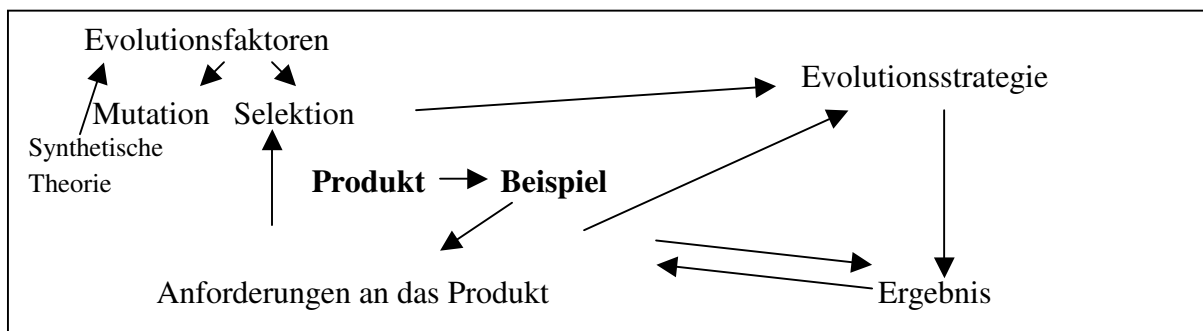 Evolutionsfaktoren
Evolutionsstrategie
Mutation Selektion
Synthetische
Theorie
Produkt Beispiel
Anforderungen an das Produkt
Ergebnis